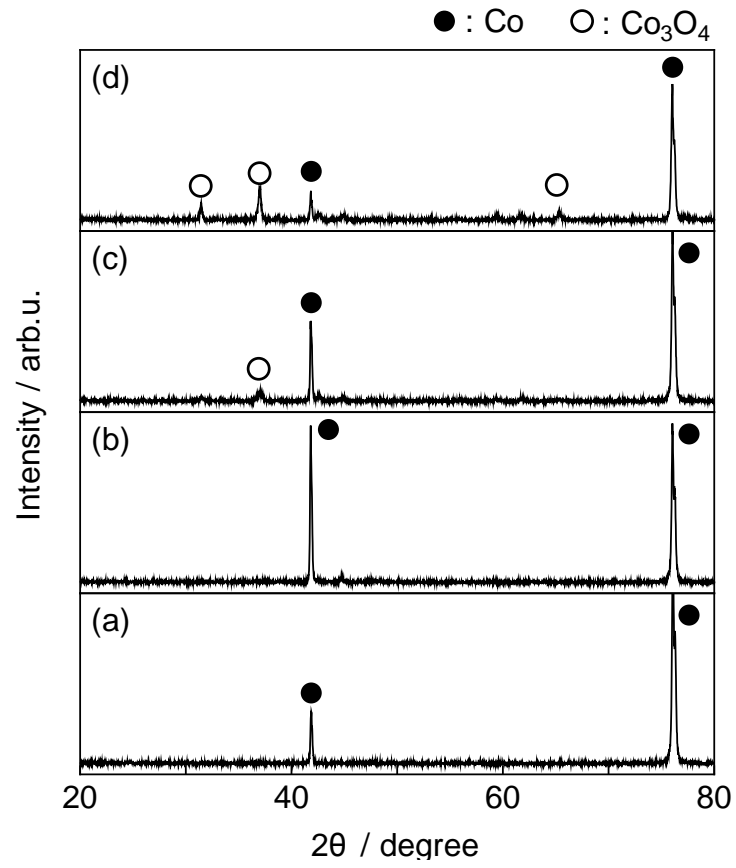 ● : Co ○ : Co₃O₄
(d)
(c)
(b)
(a)
Intensity / arb.u.
20 40 60 80
2θ / degree